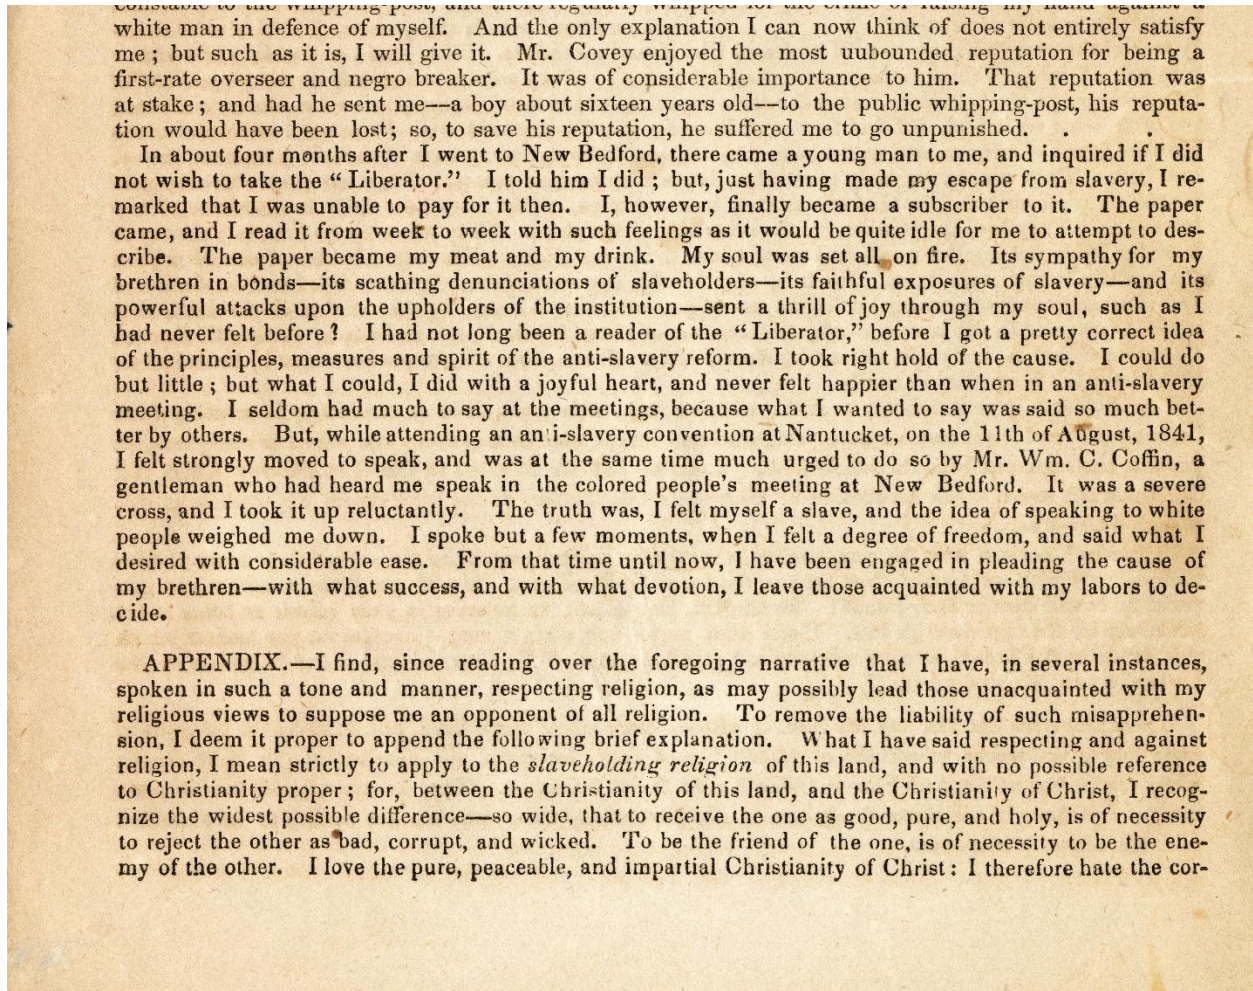 constable to the whipping-post, and there regularly whipped for the crime of raising my hand against a
white man in defence of myself. And the only explanation I can now think of does not entirely satisfy
me ; but such as it is, I will give it. Mr. Covey enjoyed the most uubounded reputation for being a
first-rate overseer and negro breaker. It was of considerable importance to him. That reputation was
at stake ; and had he sent me—a boy about sixteen years old—to the public whipping-post, his reputa-
tion would have been lost; so, to save his reputation, he suffered me to go unpunished. . .
In about four months after I went to New Bedford, there came a young man to me, and inquired if I did
not wish to take the “ Liberator.” I told him I did ; but, just having made my escape from slavery, I re-
marked that I was unable to pay for it then. I, however, finally became a subscriber to it. The paper
came, and I read it from week to week with such feelings as it would be quite idle for me to attempt to des-
cribe. The paper became my meat and my drink. My soul was set all on fire. Its sympathy for my
brethren in bonds—its scathing denunciations of slaveholders—its faithful exposures of slavery—and its
powerful attacks upon the upholders of the institution—sent a thrill of joy through my soul, such as I
had never felt before ? I had not long been a reader of the “ Liberator,” before I got a pretty correct idea
of the principles, measures and spirit of the anti-slavery reform. I took right hold of the cause. I could do
but little ; but what I could, I did with a joyful heart, and never felt happier than when in an anti-slavery
meeting. I seldom had much to say at the meetings, because what I wanted to say was said so much bet-
ter by others. But, while attending an anti-slavery convention at Nantucket, on the 11th of August, 1841,
I felt strongly moved to speak, and was at the same time much urged to do so by Mr. Wm. C. Coffin, a
gentleman who had heard me speak in the colored people’s meeting at New Bedford. It was a severe
cross, and I took it up reluctantly. The truth was, I felt myself a slave, and the idea of speaking to white
people weighed me down. I spoke but a few moments, when I felt a degree of freedom, and said what I
desired with considerable ease. From that time until now, I have been engaged in pleading the cause of
my brethren—with what success, and with what devotion, I leave those acquainted with my labors to de-
cide.
APPENDIX.—I find, since reading over the foregoing narrative that I have, in several instances,
spoken in such a tone and manner, respecting religion, as may possibly lead those unacquainted with my
religious views to suppose me an opponent of all religion. To remove the liability of such misapprehen-
sion, I deem it proper to append the following brief explanation. What I have said respecting and against
religion, I mean strictly to apply to the slaveholding religion of this land, and with no possible reference
to Christianity proper ; for, between the Christianity of this land, and the Christianity of Christ, I recog-
nize the widest possible difference—so wide, that to receive the one as good, pure, and holy, is of necessity
to reject the other as bad, corrupt, and wicked. To be the friend of the one, is of necessity to be the ene-
my of the other. I love the pure, peaceable, and impartial Christianity of Christ : I therefore hate the cor-